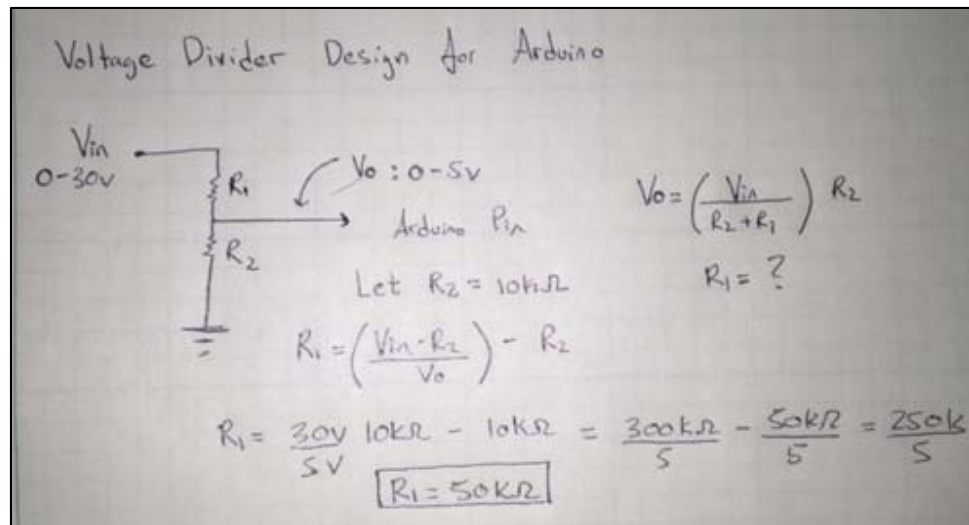 Voltage Divider Design for Arduino
Vin
0-30v
R₁
R₂
Vo : 0-5v
Arduino Pin
Vo = (Vin / (R₂ + R₁)) R₂
Let R₂ = 10kΩ
R₁ = ?
R₁ = (Vin · R₂ / Vo) - R₂
R₁ = 30V/5V 10kΩ - 10kΩ = 300kΩ/5 - 50kΩ/5 = 250k/5
R₁ = 50kΩ